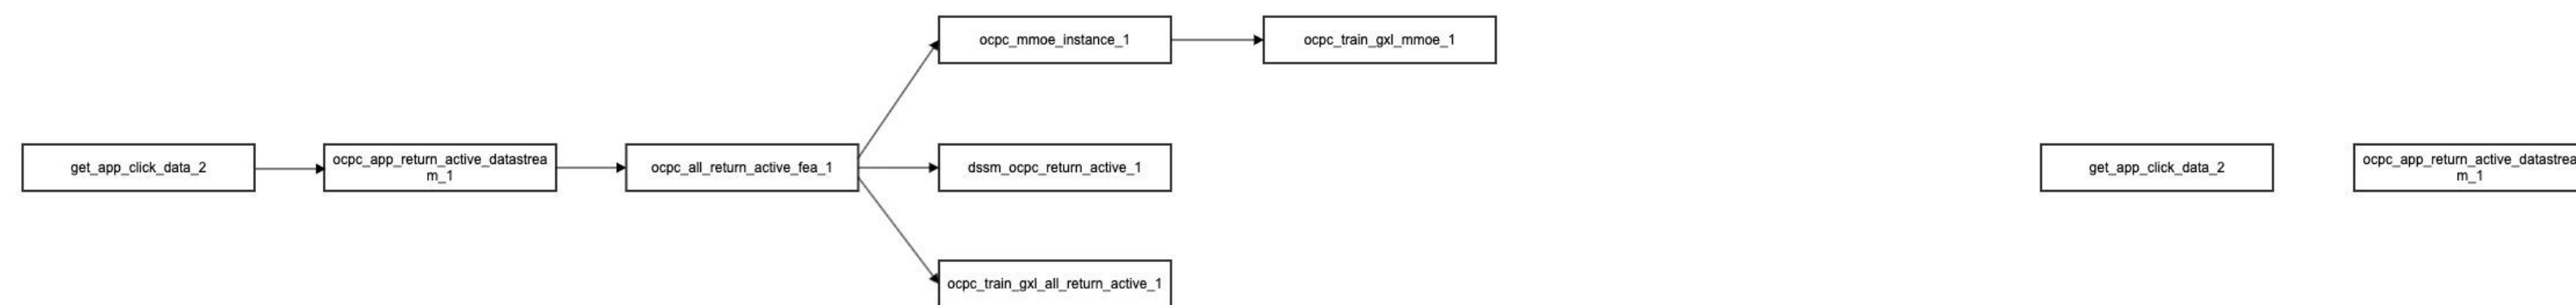 ocpc_mmoe_instance_1
ocpc_train_gxl_mmoe_1
get_app_click_data_2
ocpc_app_return_active_datastrea
m_1
ocpc_all_return_active_fea_1
dssm_ocpc_return_active_1
get_app_click_data_2
ocpc_app_return_active_datastrea
m_1
ocpc_train_gxl_all_return_active_1